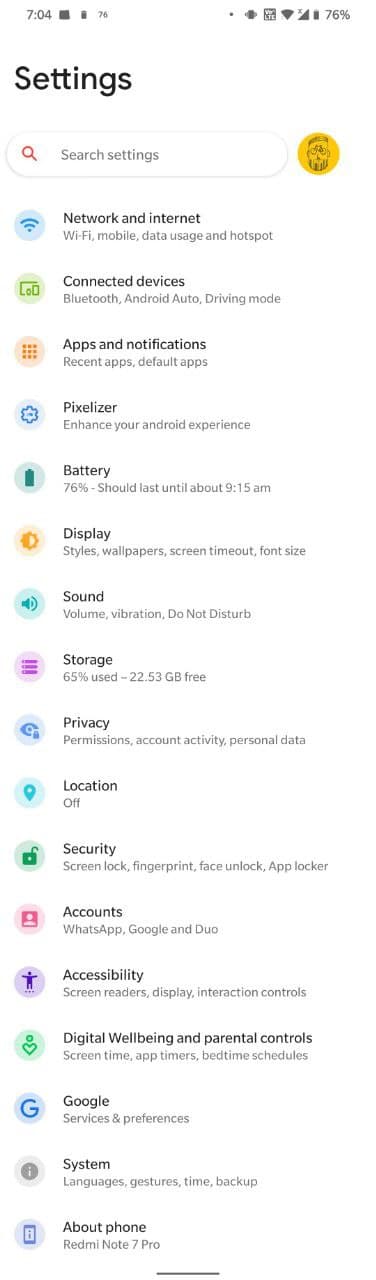 7:04 76 76%
Settings
Search settings
Network and internet
Wi-Fi, mobile, data usage and hotspot
Connected devices
Bluetooth, Android Auto, Driving mode
Apps and notifications
Recent apps, default apps
Pixelizer
Enhance your android experience
Battery
76% - Should last until about 9:15 am
Display
Styles, wallpapers, screen timeout, font size
Sound
Volume, vibration, Do Not Disturb
Storage
65% used – 22.53 GB free
Privacy
Permissions, account activity, personal data
Location
Off
Security
Screen lock, fingerprint, face unlock, App locker
Accounts
WhatsApp, Google and Duo
Accessibility
Screen readers, display, interaction controls
Digital Wellbeing and parental controls
Screen time, app timers, bedtime schedules
Google
Services & preferences
System
Languages, gestures, time, backup
About phone
Redmi Note 7 Pro